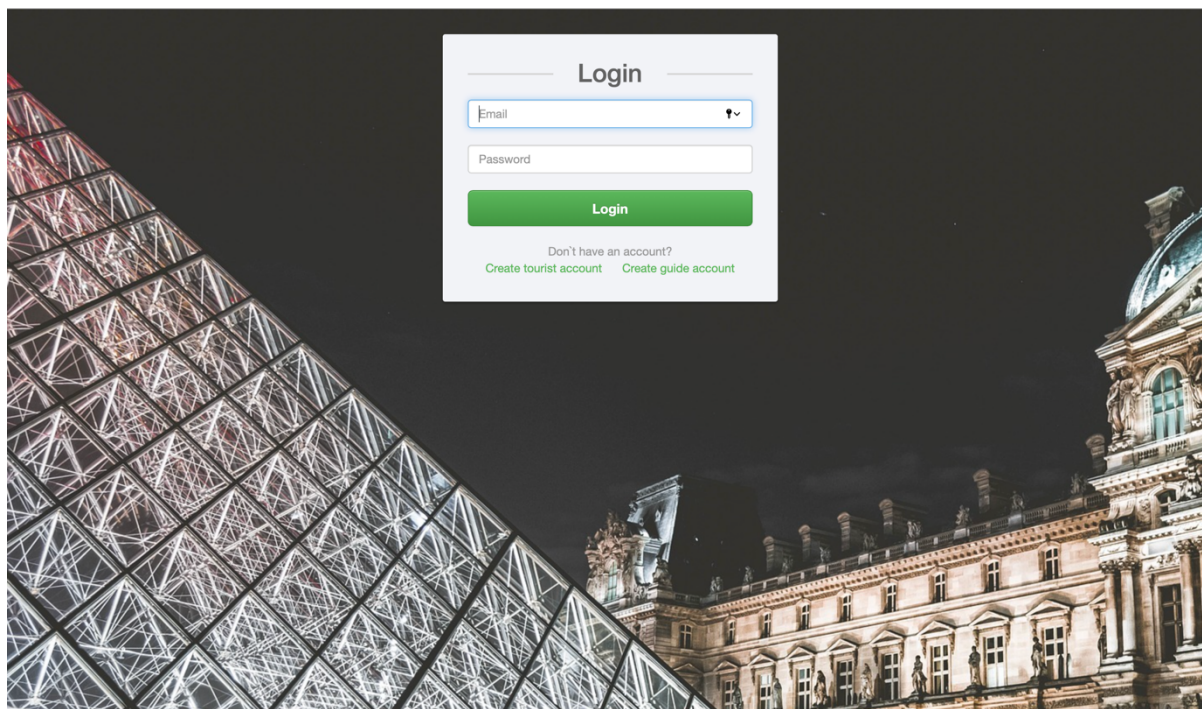 Login
Email
Password
Login
Don`t have an account?
Create tourist account Create guide account